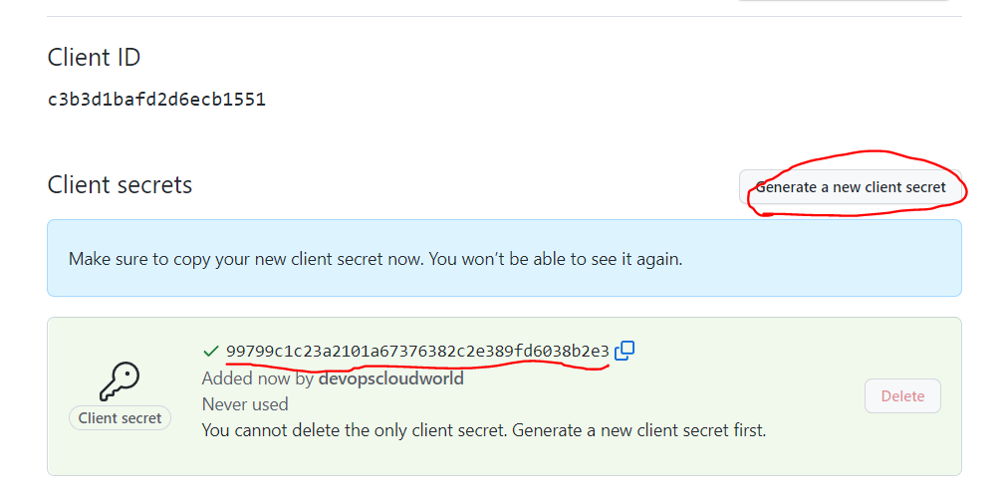 Client ID
c3b3d1bafd2d6ecb1551
Client secrets
Generate a new client secret
Make sure to copy your new client secret now. You won’t be able to see it again.
99799c1c23a2101a67376382c2e389fd6038b2e3
Added now by devopscloudworld
Never used
Client secret
You cannot delete the only client secret. Generate a new client secret first.
Delete